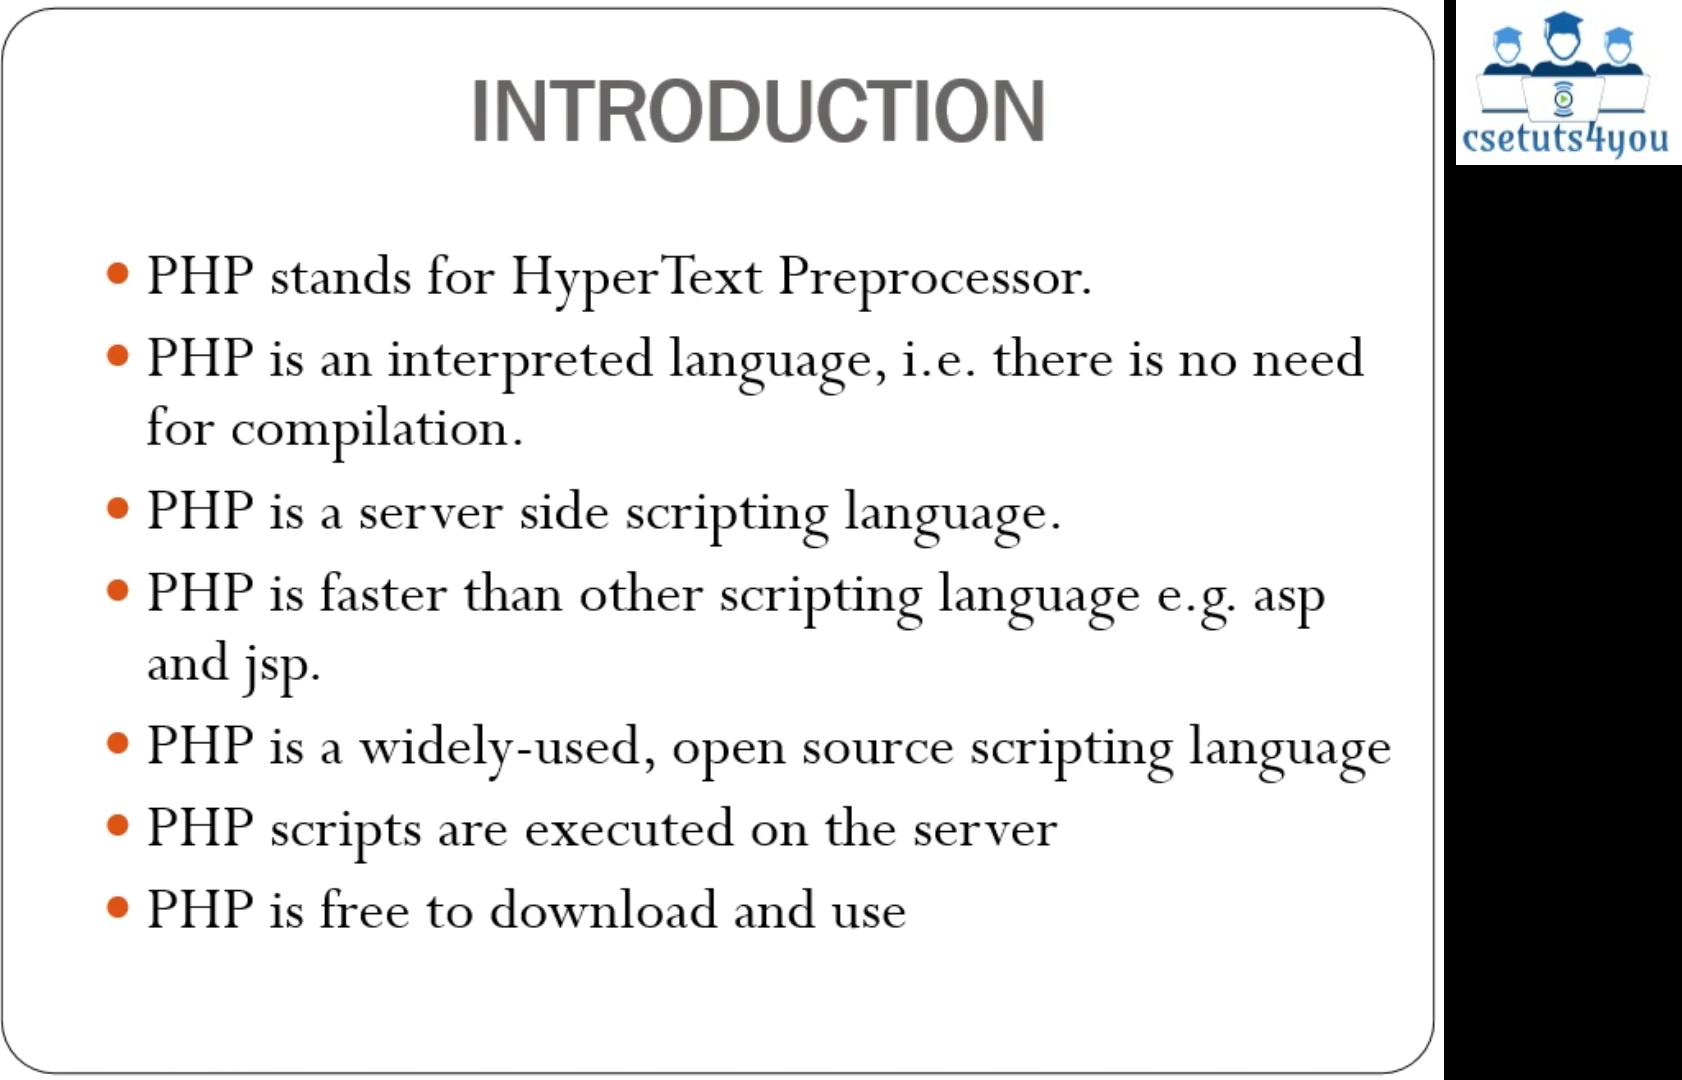 INTRODUCTION
csetuts4you
• PHP stands for HyperText Preprocessor.
• PHP is an interpreted language, i.e. there is no need
for compilation.
• PHP is a server side scripting language.
• PHP is faster than other scripting language e.g. asp
and jsp.
• PHP is a widely-used, open source scripting language
• PHP scripts are executed on the server
• PHP is free to download and use